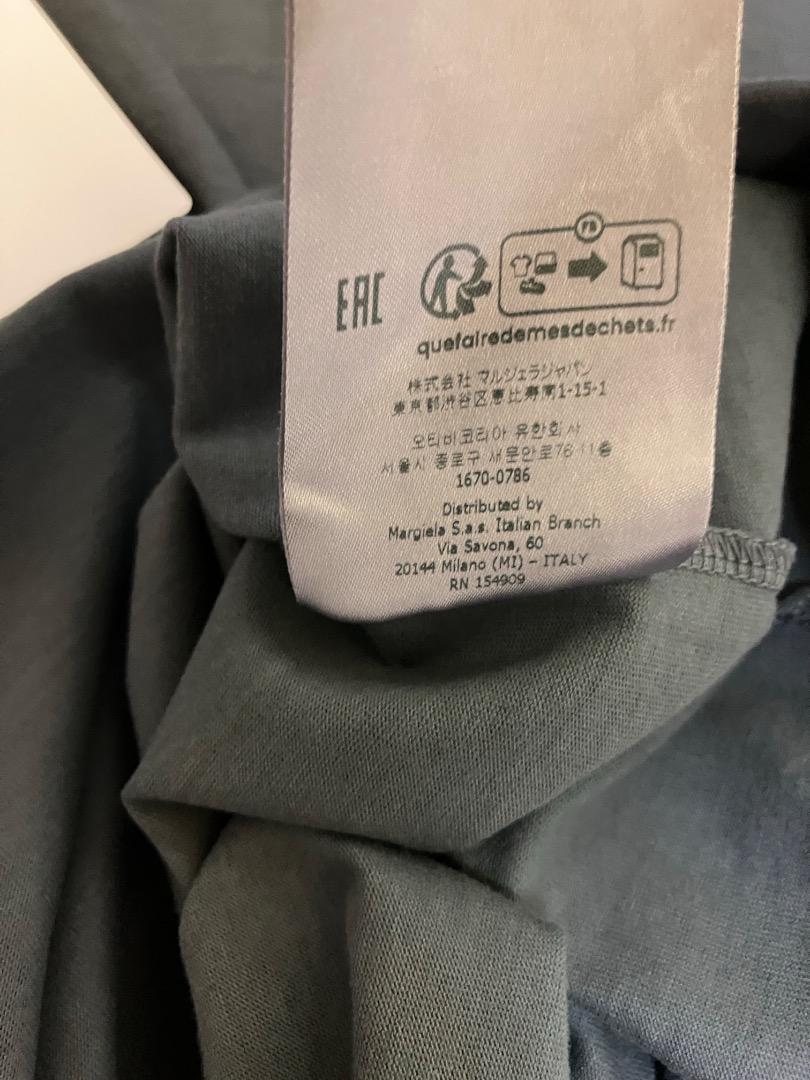 FR
EAC
quefairedemesdechets.fr
株式会社 マルジェラジャパン
東京都渋谷区恵比寿南1-15-1
오티비코리아 유한회사
서울시 종로구 새문안로76 11층
1670-0786
Distributed by
Margiela S.a.s. Italian Branch
Via Savona, 60
20144 Milano (MI) - ITALY
RN 154909